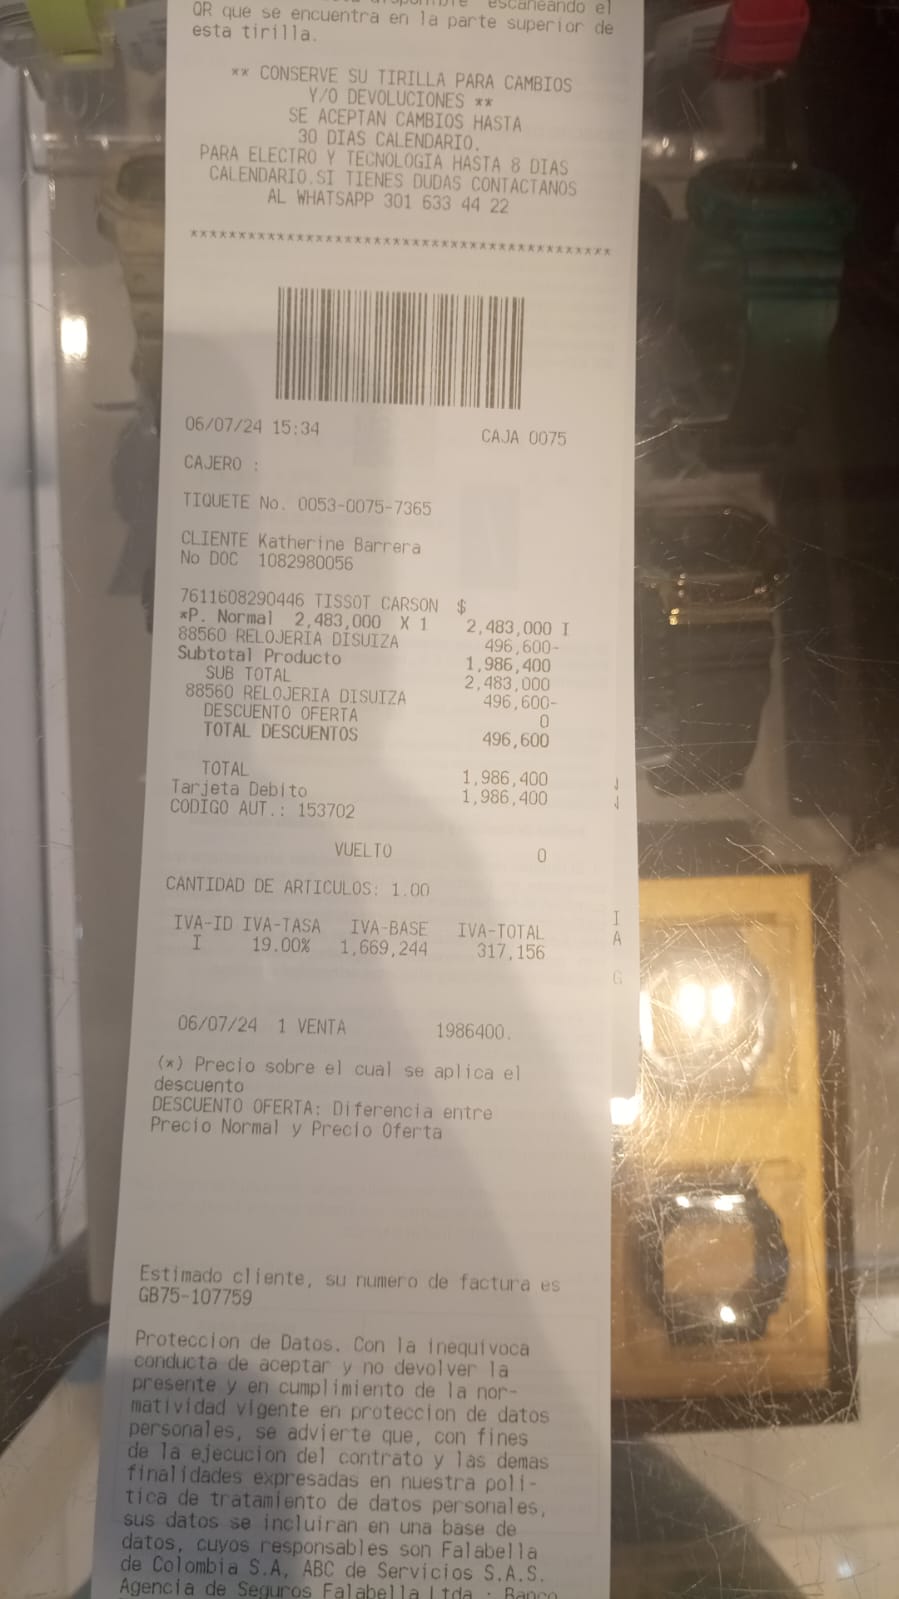 escaneando el
QR que se encuentra en la parte superior de
esta tirilla.
** CONSERVE SU TIRILLA PARA CAMBIOS
Y/O DEVOLUCIONES **
SE ACEPTAN CAMBIOS HASTA
30 DIAS CALENDARIO.
PARA ELECTRO Y TECNOLOGIA HASTA 8 DIAS
CALENDARIO.SI TIENES DUDAS CONTACTANOS
AL WHATSAPP 301 633 44 22
********************************************
06/07/24 15:34 CAJA 0075
CAJERO :
TIQUETE No. 0053-0075-7365
CLIENTE Katherine Barrera
No DOC 1082980056
7611608290446 TISSOT CARSON $
*P. Normal 2,483,000 X 1 2,483,000 I
88560 RELOJERIA DISUIZA 496,600-
Subtotal Producto 1,986,400
SUB TOTAL 2,483,000
88560 RELOJERIA DISUIZA 496,600-
DESCUENTO OFERTA 0
TOTAL DESCUENTOS 496,600
TOTAL 1,986,400
Tarjeta Debito 1,986,400
CODIGO AUT.: 153702
VUELTO 0
CANTIDAD DE ARTICULOS: 1.00
IVA-ID IVA-TASA IVA-BASE IVA-TOTAL
I 19.00% 1,669,244 317,156
06/07/24 1 VENTA 1986400.
(*) Precio sobre el cual se aplica el
descuento
DESCUENTO OFERTA: Diferencia entre
Precio Normal y Precio Oferta
Estimado cliente, su numero de factura es
GB75-107759
Proteccion de Datos. Con la inequivoca
conducta de aceptar y no devolver la
presente y en cumplimiento de la nor-
matividad vigente en proteccion de datos
personales, se advierte que, con fines
de la ejecucion del contrato y las demas
finalidades expresadas en nuestra poli-
tica de tratamiento de datos personales,
sus datos se incluiran en una base de
datos, cuyos responsables son Falabella
de Colombia S.A, ABC de Servicios S.A.S.
Agencia de Seguros Falabella Ltda. Banco